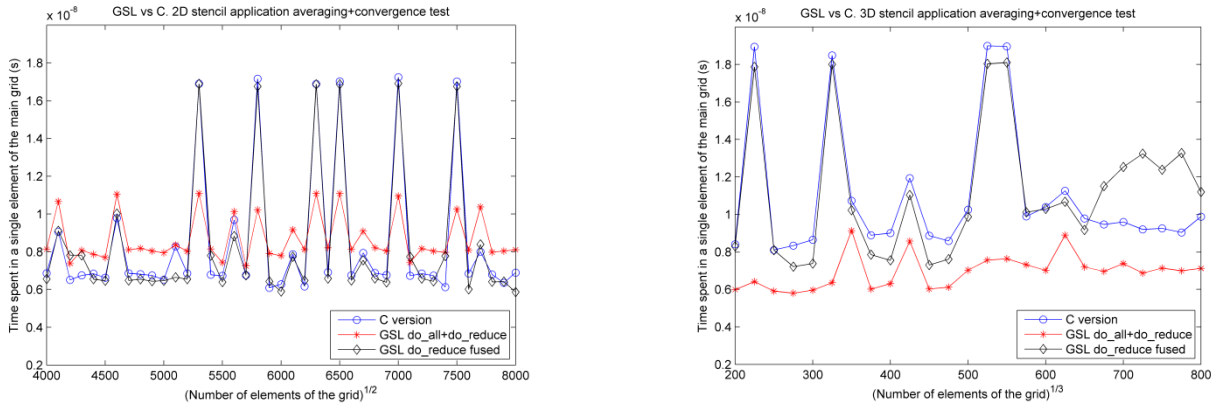 GSL vs C. 2D stencil application averaging+convergence test
x 10^-8
Time spent in a single element of the main grid (s)
2
1.8
1.6
1.4
1.2
1
0.8
0.6
0.4
0.2
4000 4500 5000 5500 6000 6500 7000 7500 8000
(Number of elements of the grid)^1/2
C version
GSL do_all+do_reduce
GSL do_reduce fused
GSL vs C. 3D stencil application averaging+convergence test
x 10^-8
Time spent in a single element of the main grid (s)
2
1.8
1.6
1.4
1.2
1
0.8
0.6
0.4
0.2
200 300 400 500 600 700 800
(Number of elements of the grid)^1/3
C version
GSL do_all+do_reduce
GSL do_reduce fused